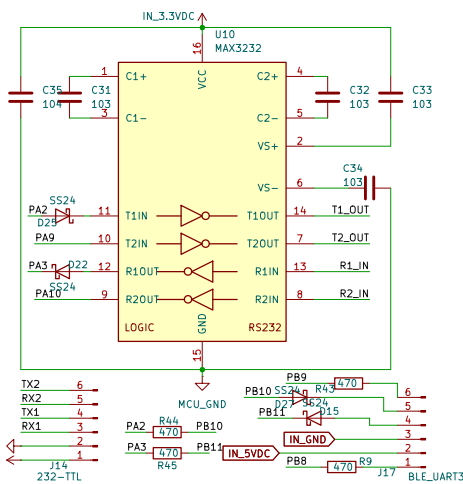 IN_3.3VDC
U10
MAX3232
16
VCC
1
C1+
C2+
4
C35
104
C31
103
C32
103
C33
103
3
C1-
C2-
5
VS+
2
C34
103
VS-
6
SS24
PA2
D25
11
T1IN
T1OUT
14
T1_OUT
PA9
10
T2IN
T2OUT
7
T2_OUT
PA3
D22
12
R1OUT
R1IN
13
R1_IN
SS24
PA10
9
R2OUT
R2IN
8
R2_IN
LOGIC
GND
RS232
15
MCU_GND
TX2
6
RX2
5
TX1
4
RX1
3
2
1
J14
232-TTL
R44
PA2
470
PB10
PA3
470
PB11
R45
PB9
470
R43
6
SS24
PB10
D27
5
SS24
PB11
D15
4
IN_GND
3
IN_5VDC
2
PB8
470
R9
1
J17
BLE_UART3